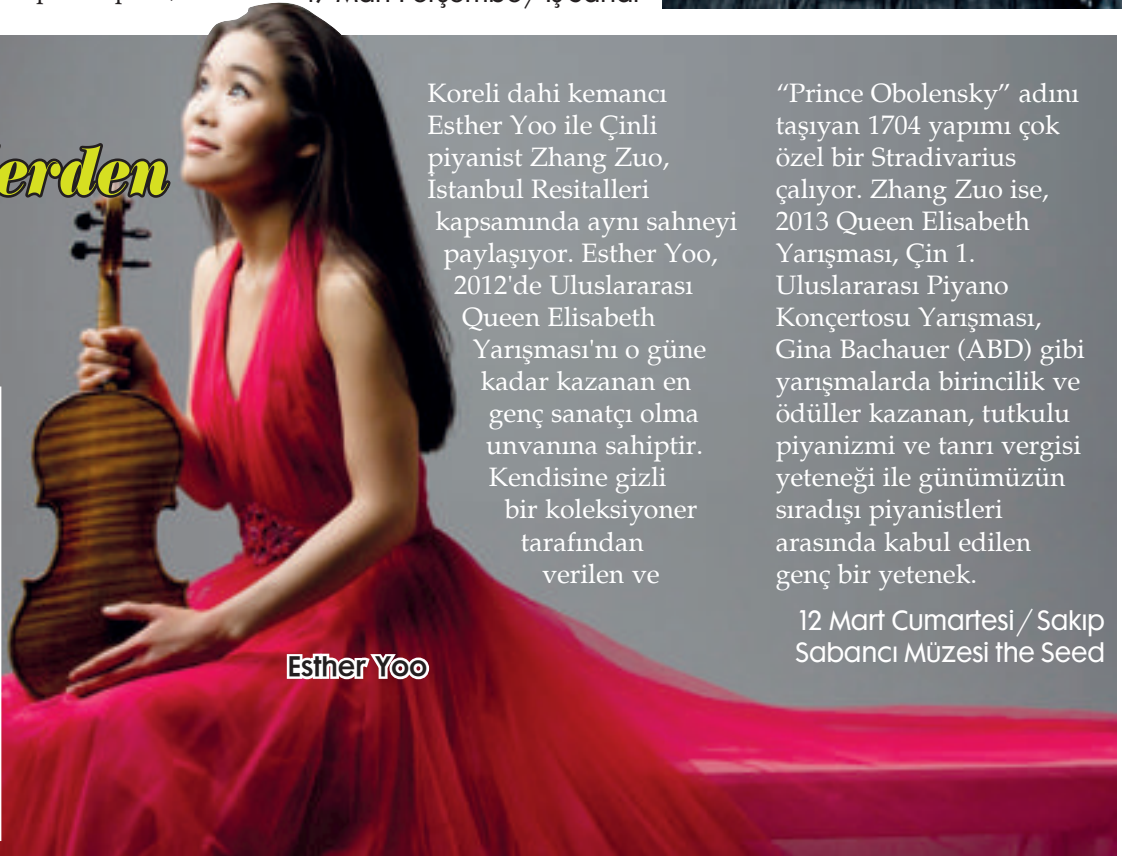 erden
Koreli dahi kemancı
Esther Yoo ile Çinli
piyanist Zhang Zuo,
İstanbul Resitalleri
kapsamında aynı sahneyi
paylaşıyor. Esther Yoo,
2012'de Uluslararası
Queen Elisabeth
Yarışması'nı o güne
kadar kazanan en
genç sanatçı olma
unvanına sahiptir.
Kendisine gizli
bir koleksiyoner
tarafından
verilen ve
“Prince Obolensky” adını
taşıyan 1704 yapımı çok
özel bir Stradivarius
çalıyor. Zhang Zuo ise,
2013 Queen Elisabeth
Yarışması, Çin 1.
Uluslararası Piyano
Konçertosu Yarışması,
Gina Bachauer (ABD) gibi
yarışmalarda birincilik ve
ödüller kazanan, tutkulu
piyanizmi ve tanrı vergisi
yeteneği ile günümüzün
sıradışı piyanistleri
arasında kabul edilen
genç bir yetenek.
12 Mart Cumartesi / Sakıp
Sabancı Müzesi the Seed
Esther Yoo